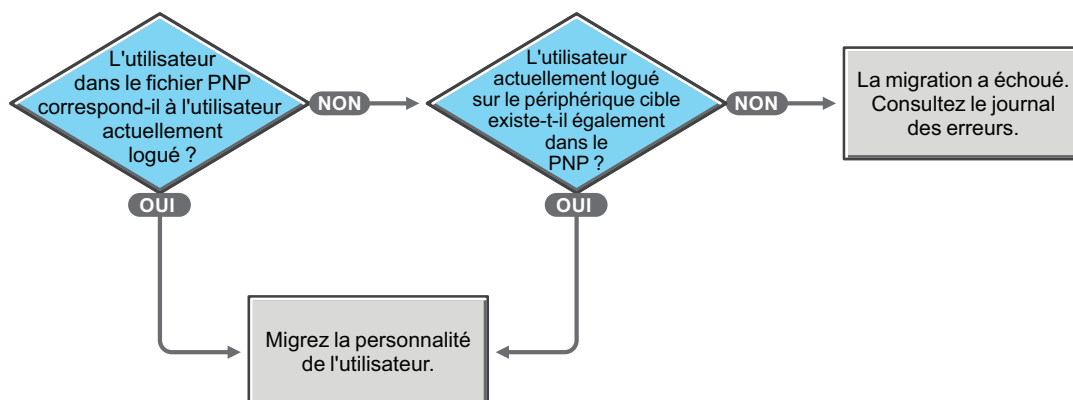 L'utilisateur
dans le fichier PNP
correspond-il à l'utilisateur
actuellement
logué ?
NON
OUI
L'utilisateur
actuellement logué
sur le périphérique cible
existe-t-il également
dans le
PNP ?
NON
OUI
La migration a échoué.
Consultez le journal
des erreurs.
Migrez la personnalité
de l'utilisateur.